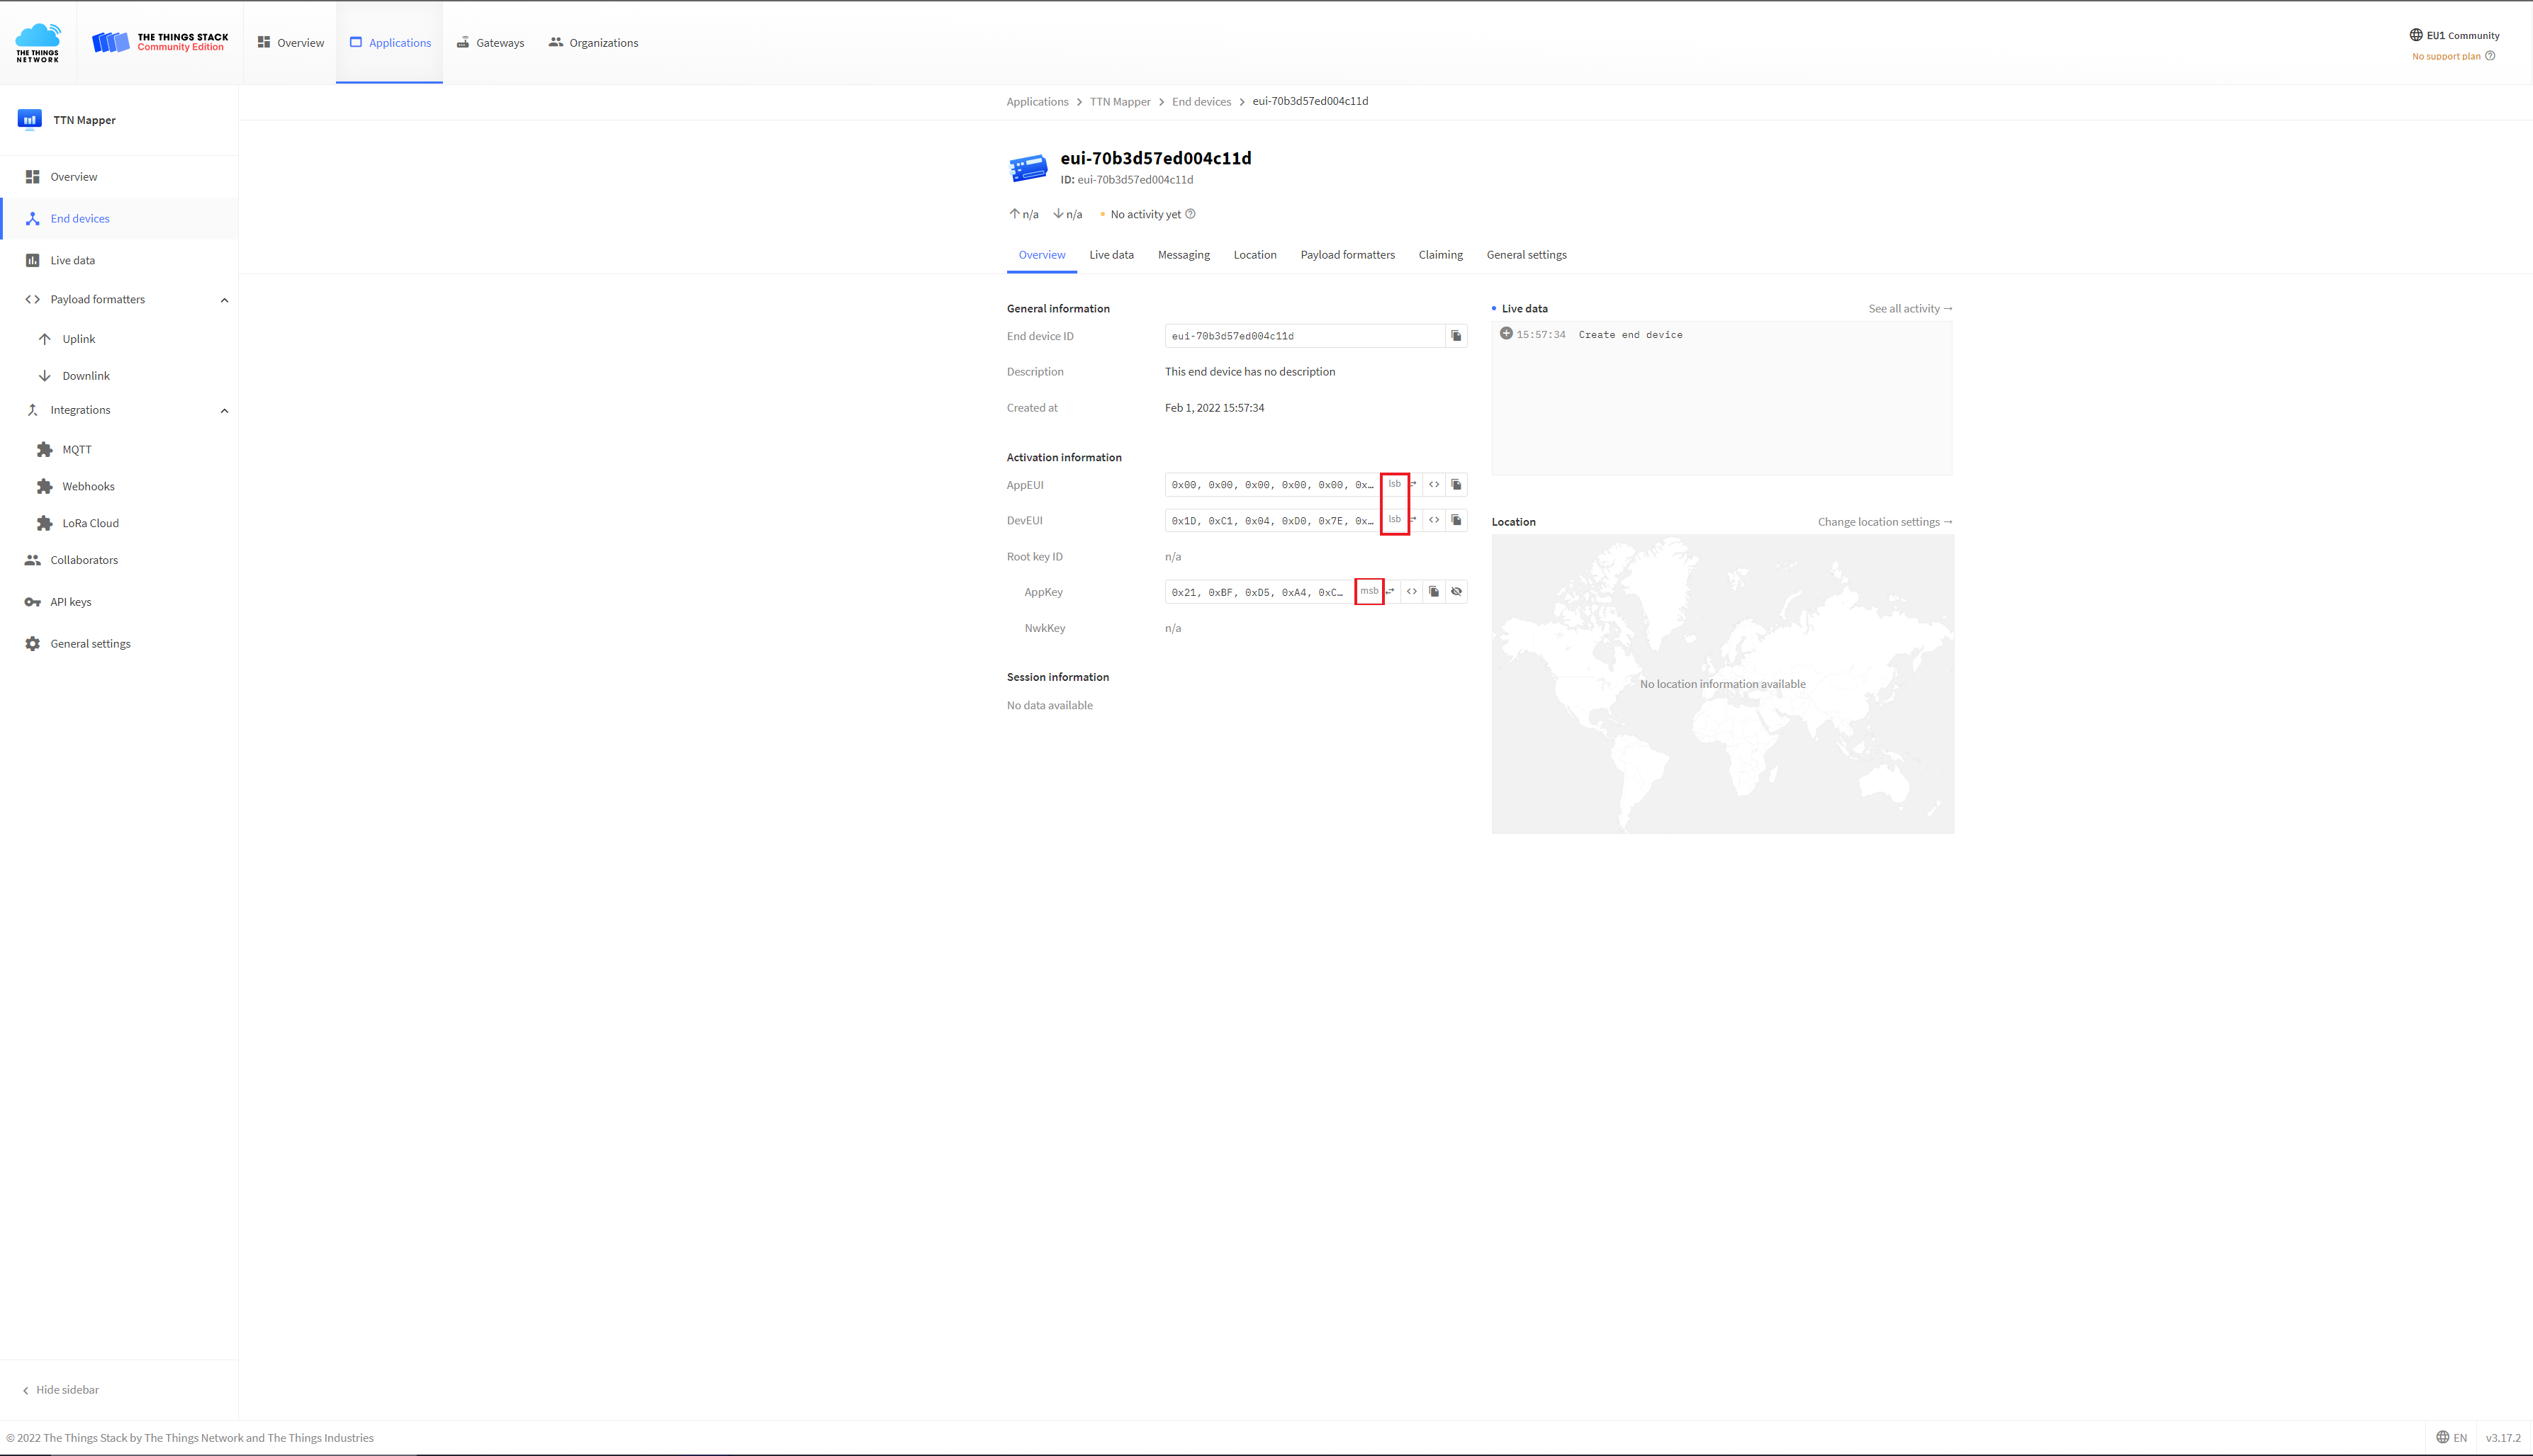 THE THINGS NETWORK
THE THINGS STACK
Community Edition
Overview
Applications
Gateways
Organizations
EU1 Community
No support plan
TTN Mapper
Overview
End devices
Live data
Payload formatters
Uplink
Downlink
Integrations
MQTT
Webhooks
LoRa Cloud
Collaborators
API keys
General settings
Applications > TTN Mapper > End devices > eui-70b3d57ed004c11d
eui-70b3d57ed004c11d
ID: eui-70b3d57ed004c11d
↑ n/a ↓ n/a • No activity yet
Overview Live data Messaging Location Payload formatters Claiming General settings
General information
End device ID eui-70b3d57ed004c11d
Description This end device has no description
Created at Feb 1, 2022 15:57:34
Activation information
AppEUI 0x00, 0x00, 0x00, 0x00, 0x00, 0x… lsb
DevEUI 0x1D, 0xC1, 0x04, 0xD0, 0x7E, 0x… lsb
Root key ID n/a
AppKey 0x21, 0xBF, 0xD5, 0xA4, 0xC… msb
NwkKey n/a
Session information
No data available
Live data See all activity →
15:57:34 Create end device
Location Change location settings →
No location information available
Hide sidebar
© 2022 The Things Stack by The Things Network and The Things Industries
EN v3.17.2